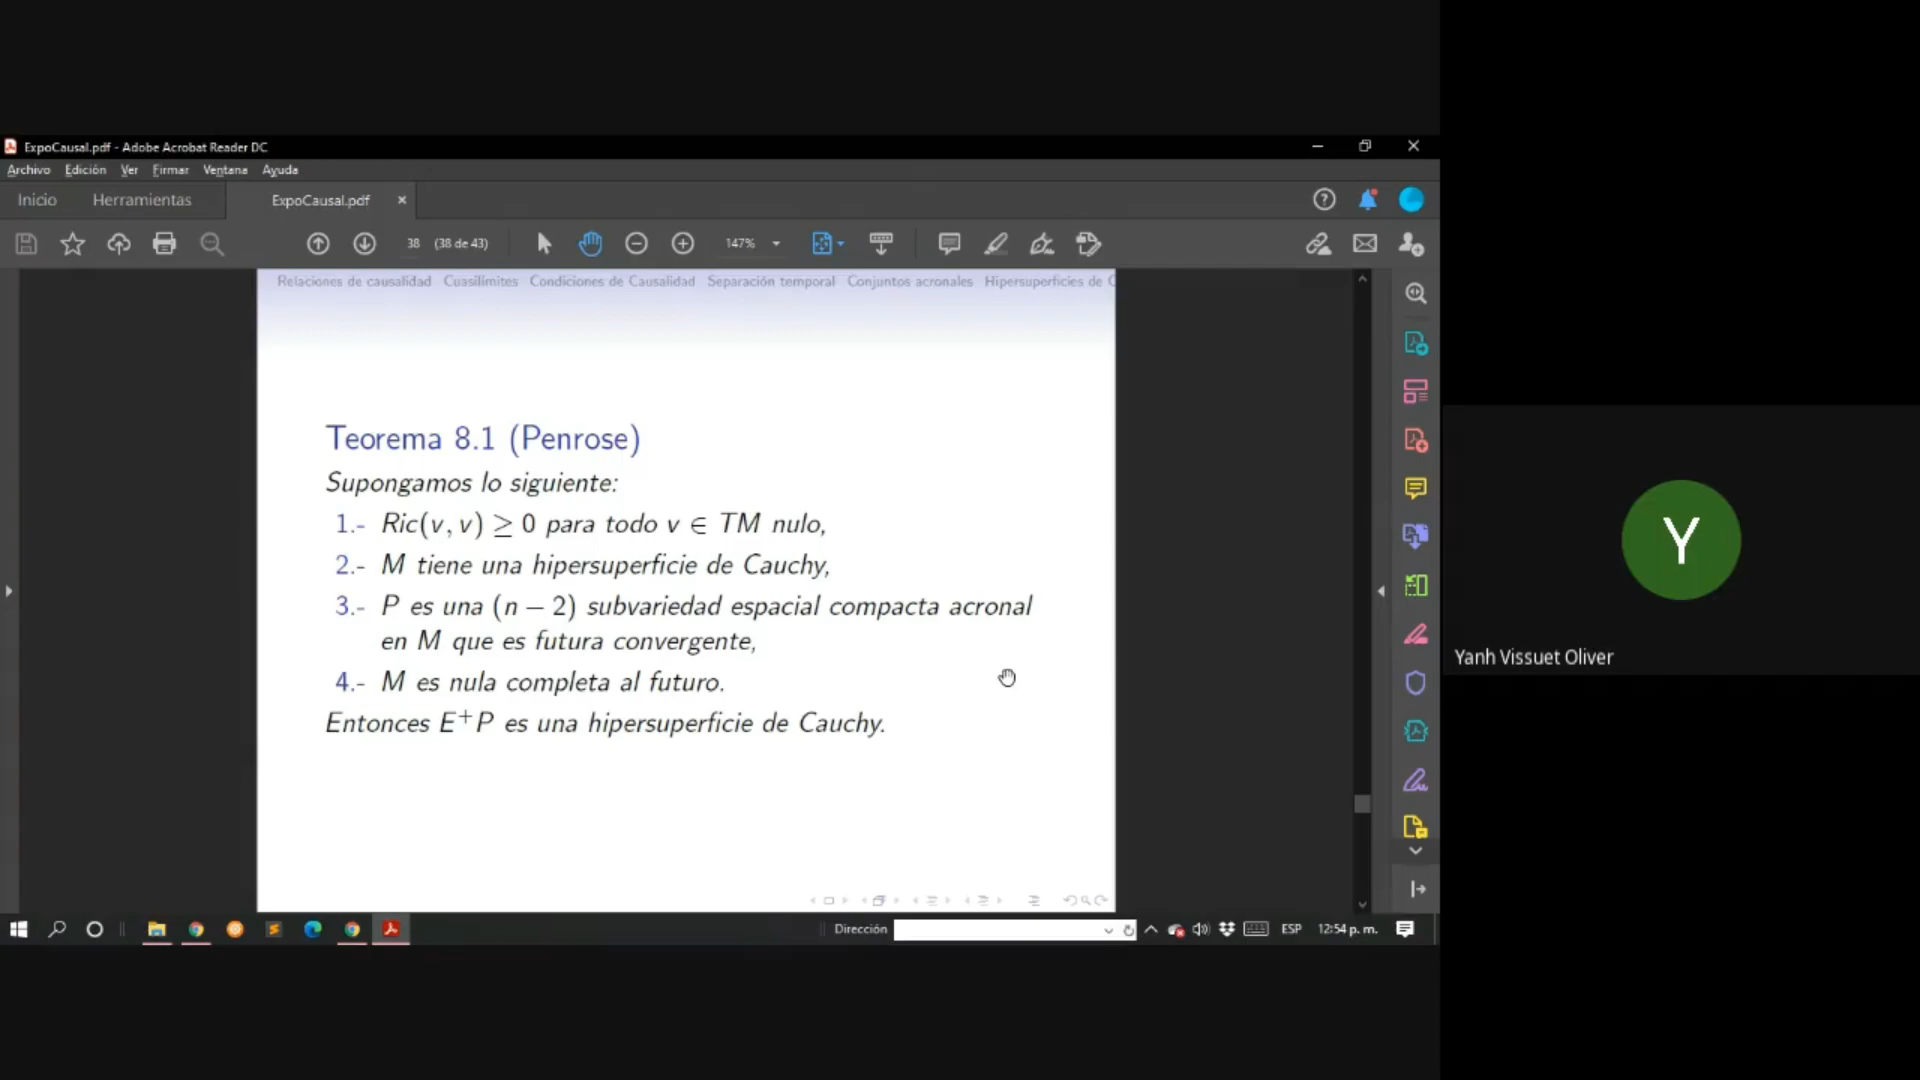 ExpoCausal.pdf - Adobe Acrobat Reader DC
Archivo Edición Ver Firmar Ventana Ayuda
Inicio Herramientas ExpoCausal.pdf
38 (38 de 43) 147%
Relaciones de causalidad Cuasilímites Condiciones de Causalidad Separación temporal Conjuntos acronales Hipersuperficies de C
Teorema 8.1 (Penrose)
Supongamos lo siguiente:
1.- Ric(v, v) ≥ 0 para todo v ∈ TM nulo,
2.- M tiene una hipersuperficie de Cauchy,
3.- P es una (n − 2) subvariedad espacial compacta acronal
en M que es futura convergente,
4.- M es nula completa al futuro.
Entonces E⁺P es una hipersuperficie de Cauchy.
Y
Yanh Vissuet Oliver
Dirección ESP 12:54 p. m.